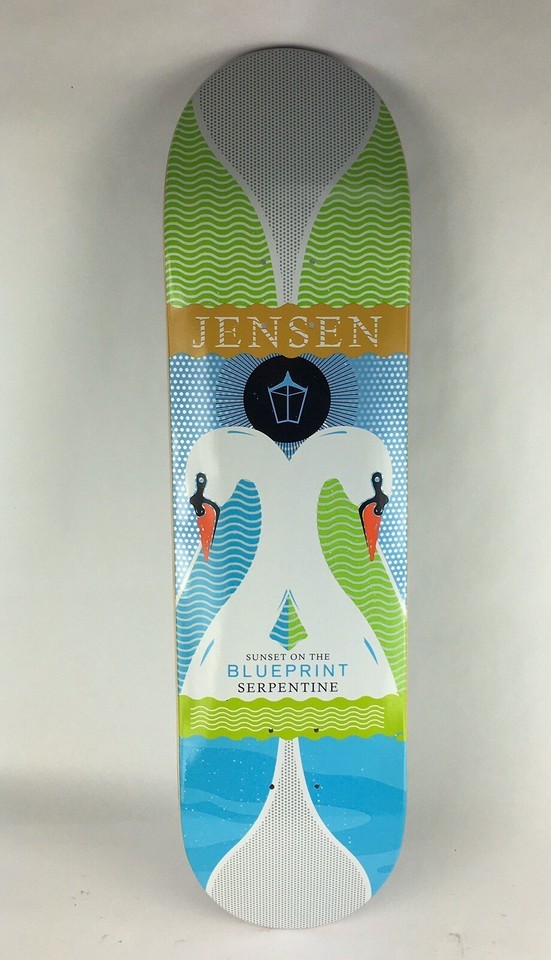 JENSEN
SUNSET ON THE
BLUEPRINT
SERPENTINE